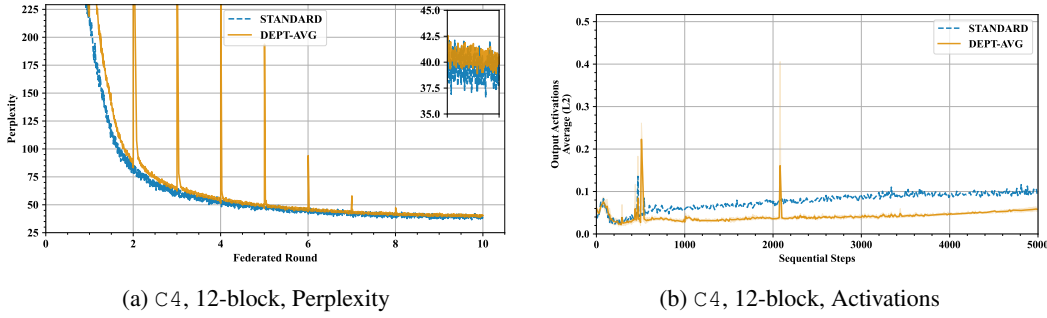 225
200
175
150
125
100
75
50
25
0
2
4
6
8
10
Perplexity
Federated Round
STANDARD
DEPT-AVG
45.0
42.5
40.0
37.5
35.0
(a) C4, 12-block, Perplexity
0.5
0.4
0.3
0.2
0.1
0.0
0
1000
2000
3000
4000
5000
Output Activations
Average (L2)
Sequential Steps
STANDARD
DEPT-AVG
(b) C4, 12-block, Activations